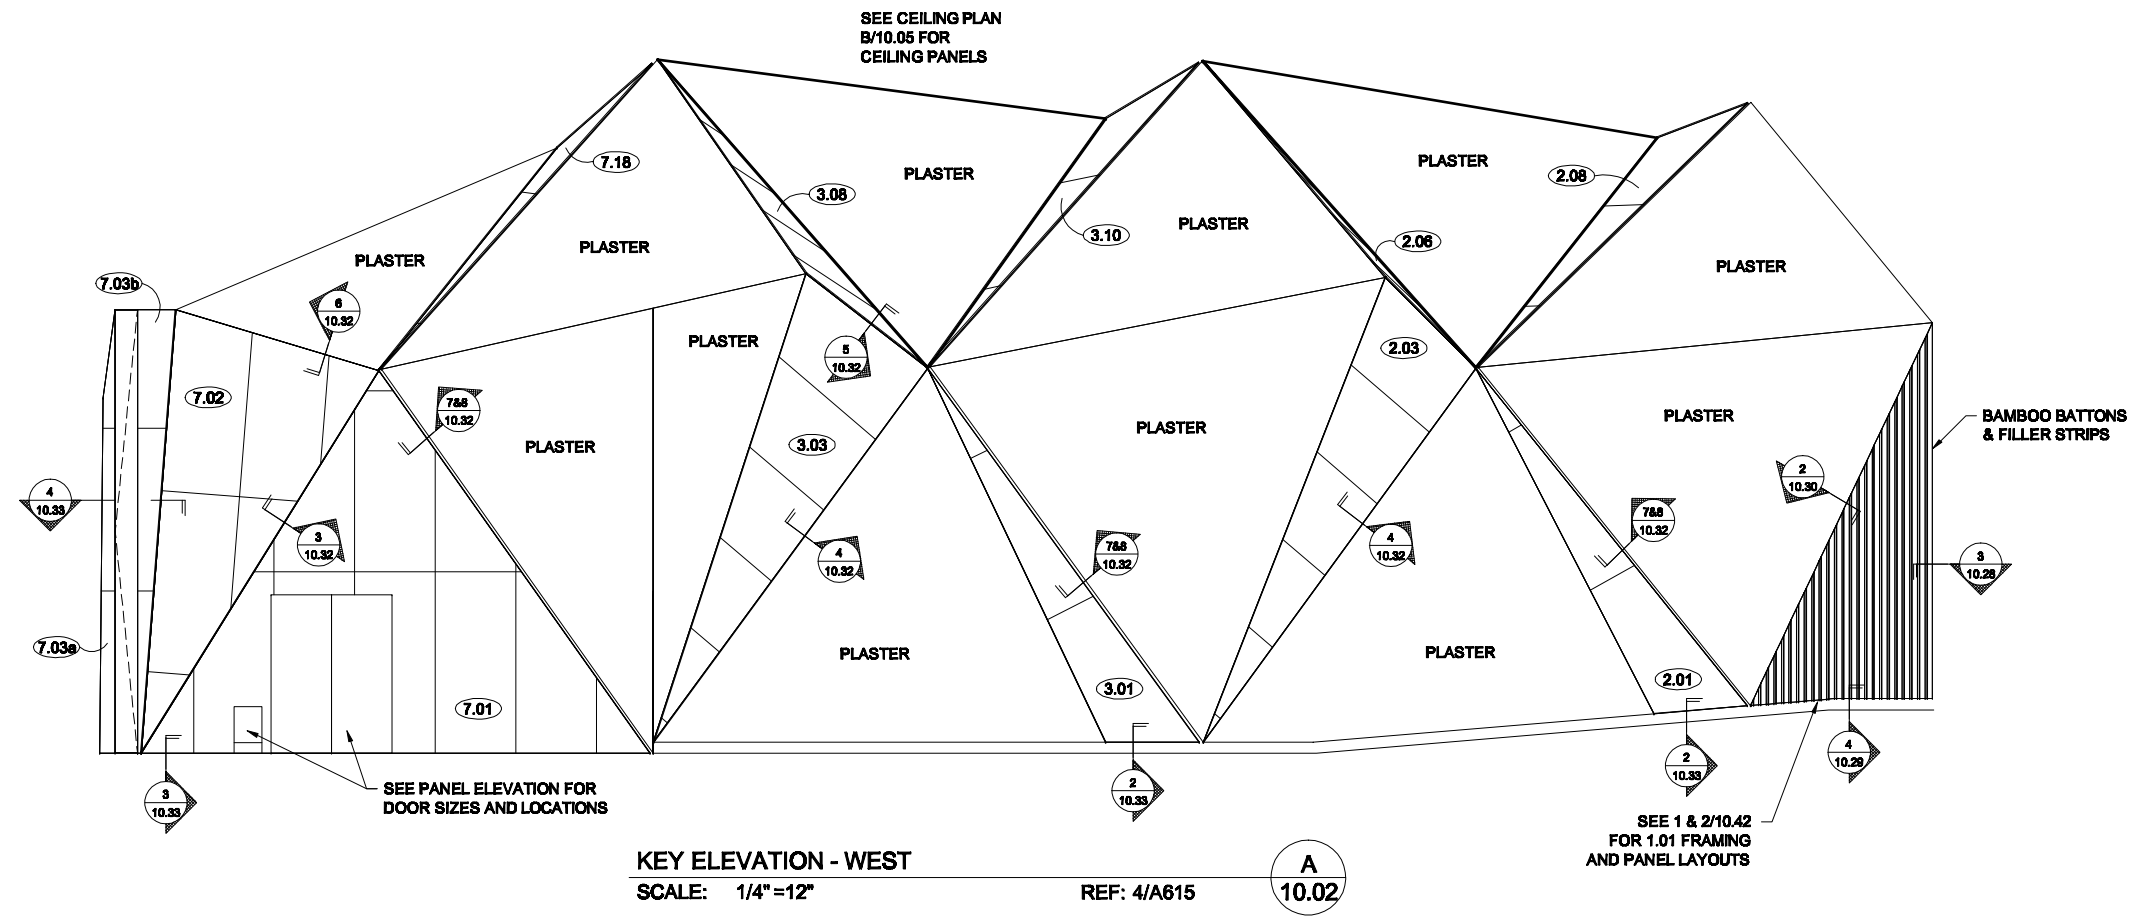 SEE CEILING PLAN
B/10.05 FOR
CEILING PANELS
7.18
PLASTER
PLASTER
3.08
2.08
PLASTER
3.10
2.06
PLASTER
PLASTER
PLASTER
7.03b
6
10.32
5
10.32
PLASTER
2.03
7.02
7&8
10.32
PLASTER
3.03
PLASTER
PLASTER
BAMBOO BATTONS
& FILLER STRIPS
4
10.33
2
10.30
3
10.32
4
10.32
7&8
10.32
4
10.32
7&8
10.32
3
10.28
7.03a
PLASTER
PLASTER
7.01
3.01
2.01
3
10.33
SEE PANEL ELEVATION FOR
DOOR SIZES AND LOCATIONS
2
10.33
2
10.33
4
10.29
SEE 1 & 2/10.42
FOR 1.01 FRAMING
AND PANEL LAYOUTS
KEY ELEVATION - WEST
SCALE: 1/4"=12"
REF: 4/A615
A
10.02